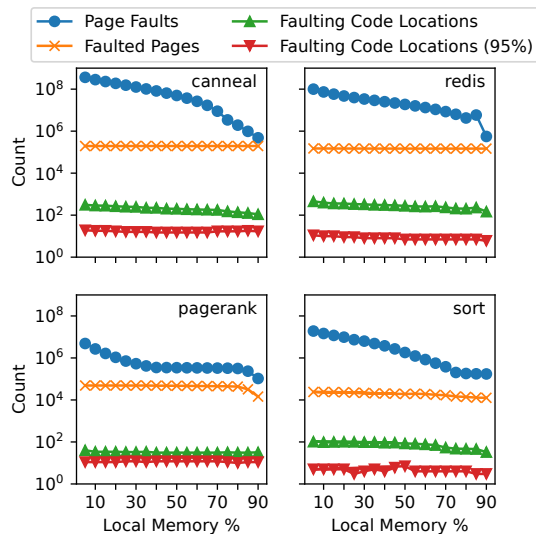 Page Faults
Faulted Pages
Faulting Code Locations
Faulting Code Locations (95%)
canneal
redis
Count
10^8
10^6
10^4
10^2
10^0
pagerank
sort
Count
10^8
10^6
10^4
10^2
10^0
10 30 50 70 90
10 30 50 70 90
Local Memory %
Local Memory %